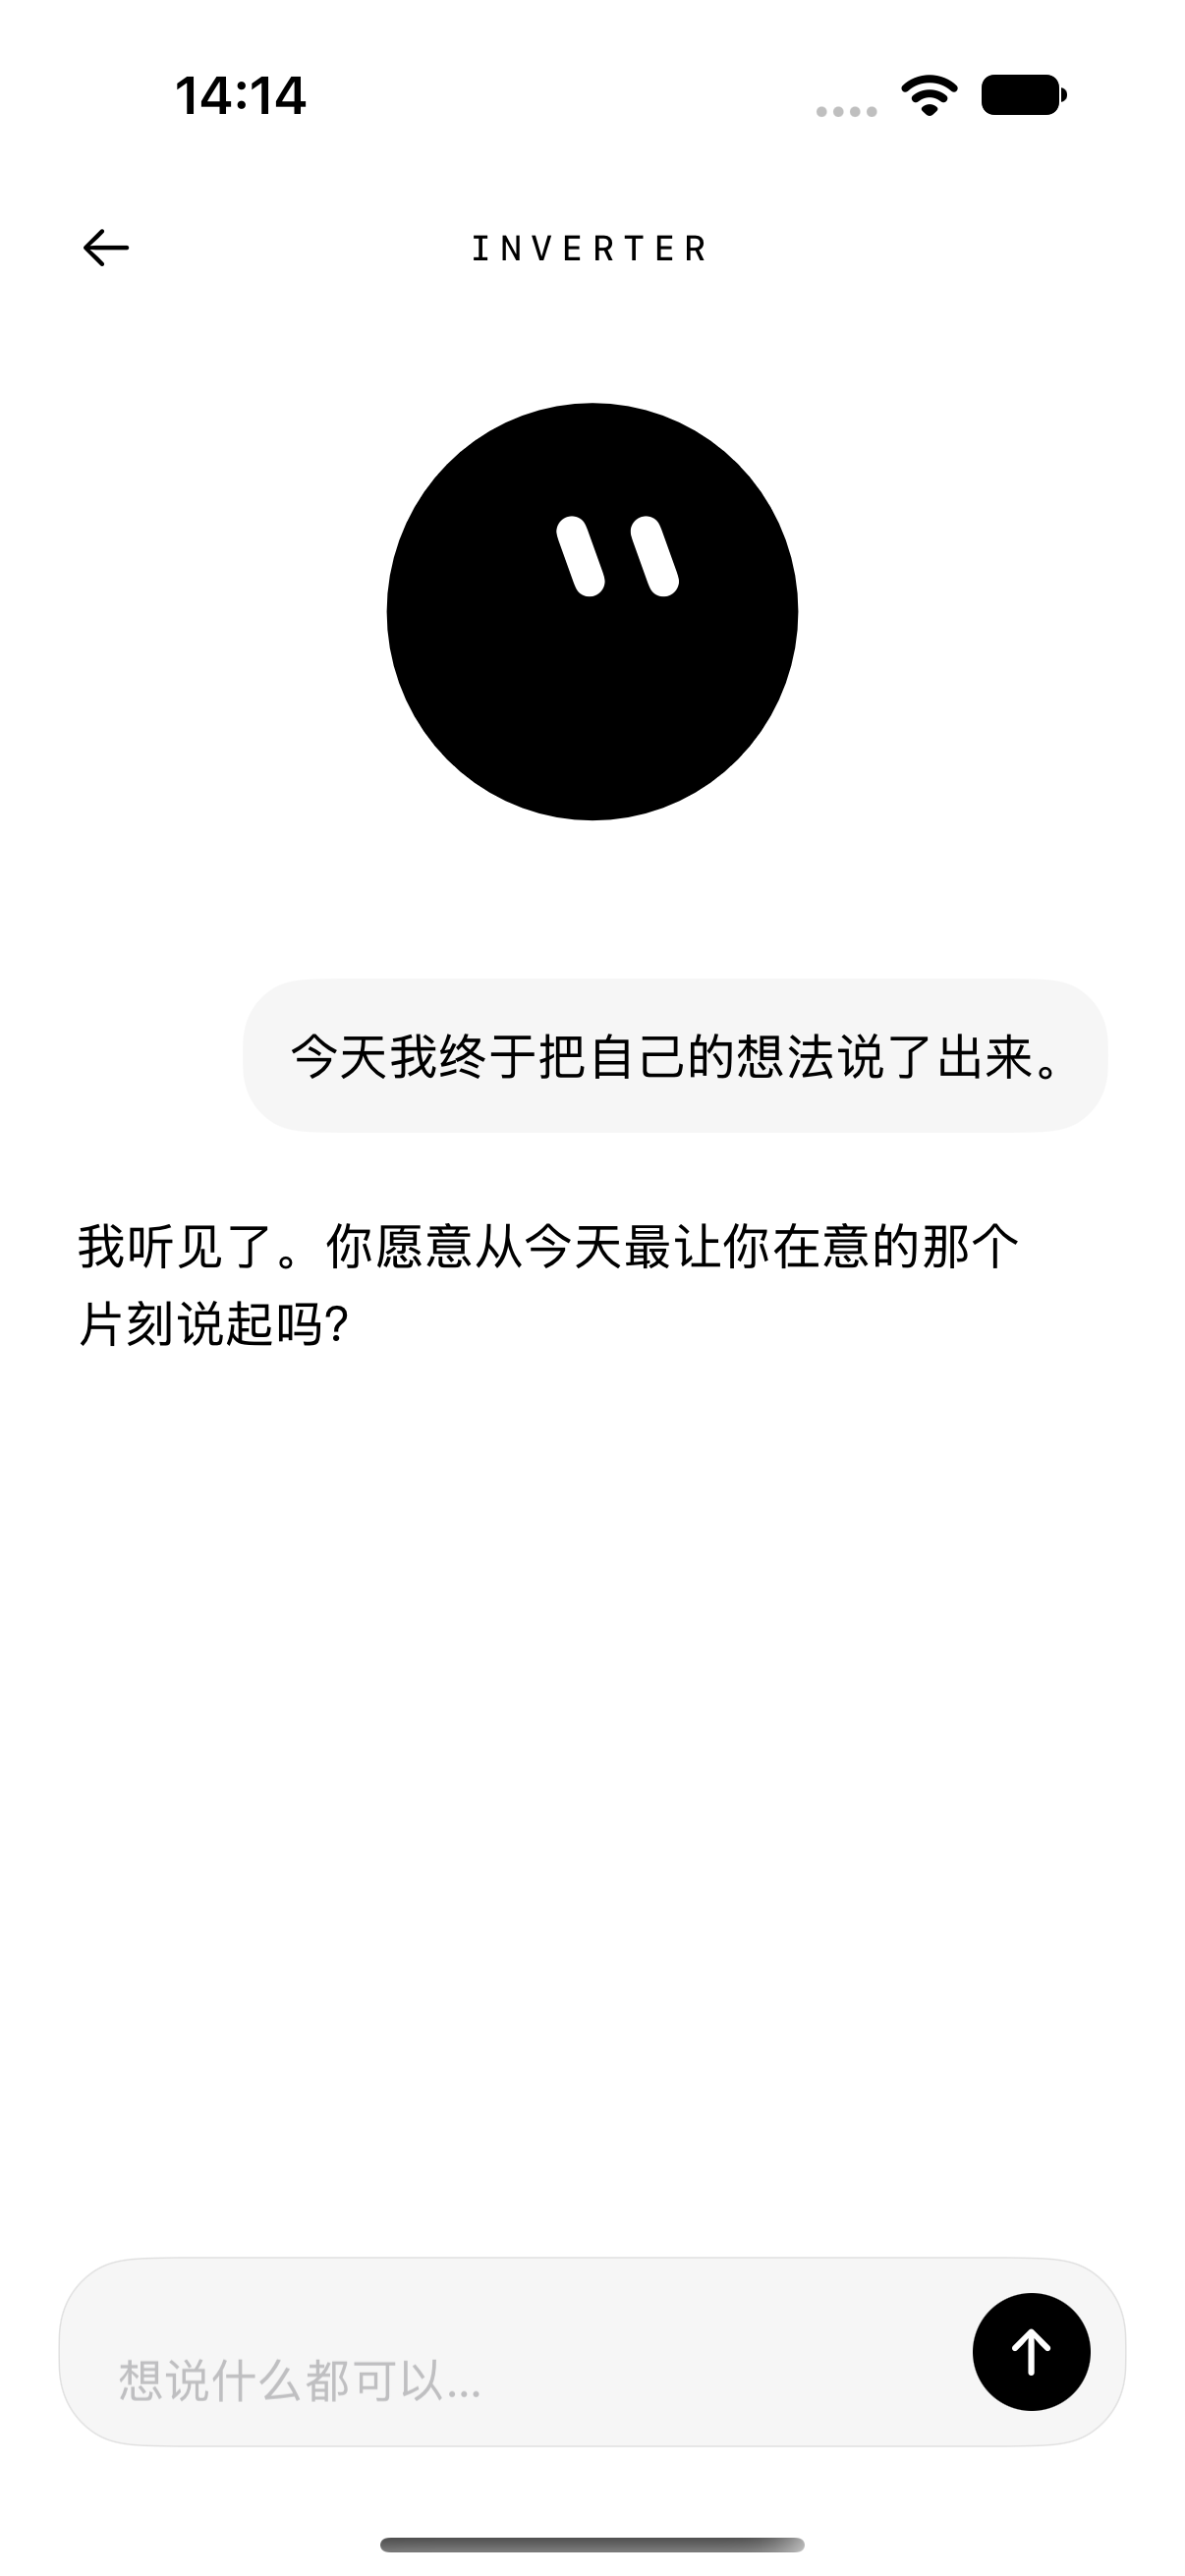 14:14
INVERTER
今天我终于把自己的想法说了出来。
我听见了。你愿意从今天最让你在意的那个
片刻说起吗?
想说什么都可以...